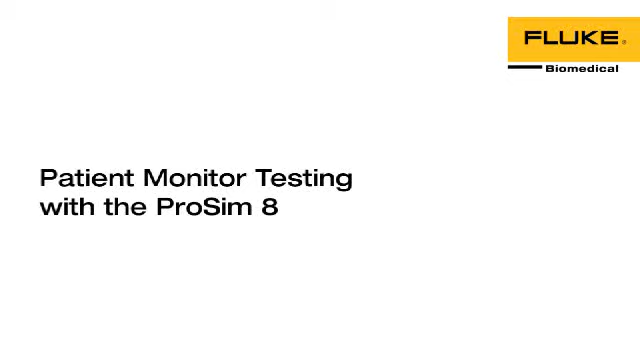 FLUKE®
Biomedical
Patient Monitor Testing
with the ProSim 8